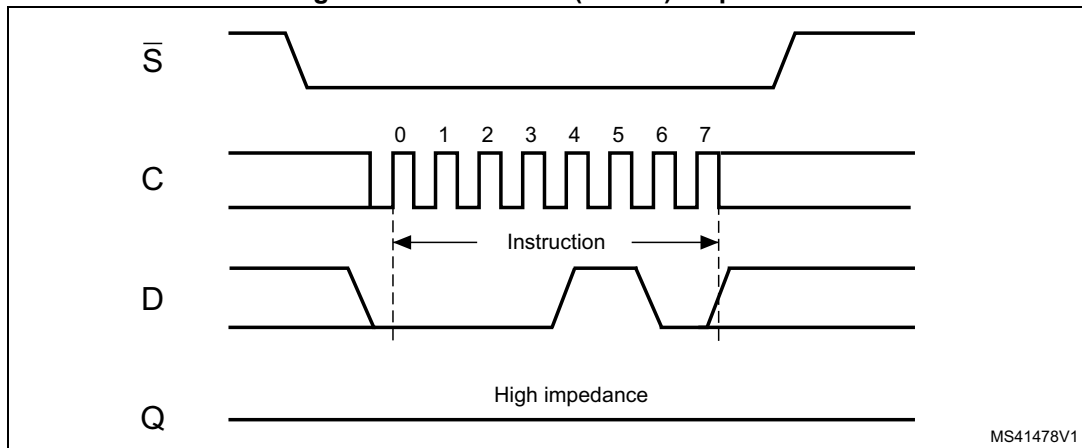 S̅
C
0 1 2 3 4 5 6 7
Instruction
D
High impedance
Q
MS41478V1